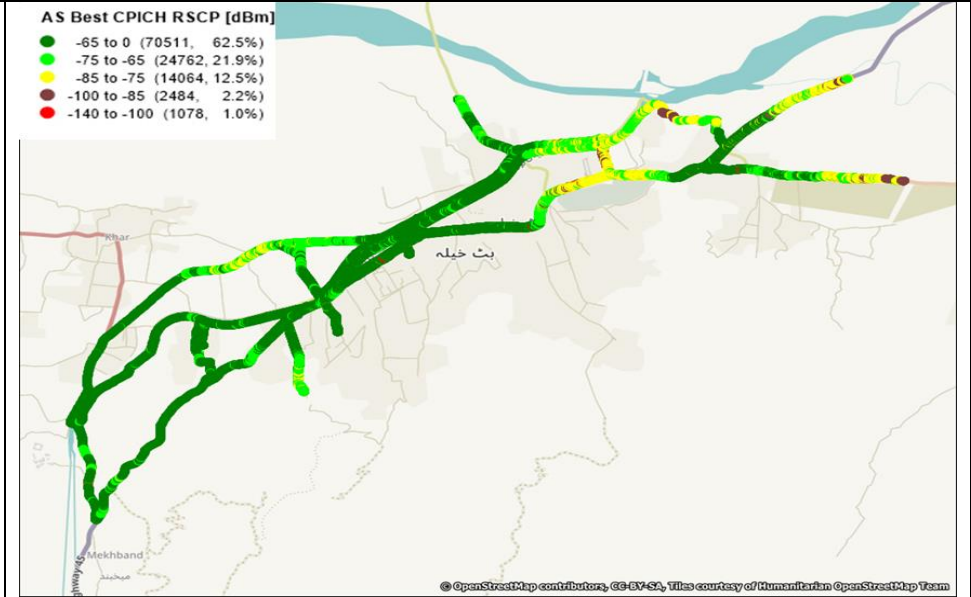 AS Best CPICH RSCP [dBm]
-65 to 0 (70511, 62.5%)
-75 to -65 (24762, 21.9%)
-85 to -75 (14064, 12.5%)
-100 to -85 (2484, 2.2%)
-140 to -100 (1078, 1.0%)
Khar
بٹ خیلہ
Mekhband
میخبند
© OpenStreetMap contributors, CC-BY-SA, Tiles courtesy of Humanitarian OpenStreetMap Team